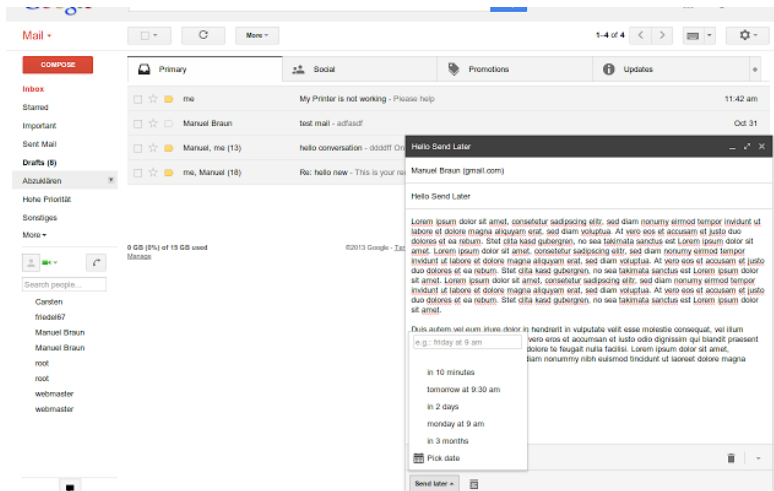 Google
Mail
More
1–4 of 4
COMPOSE
Primary
Social
Promotions
Updates
Inbox
Starred
Important
Sent Mail
Drafts (8)
Abzuklären
Hohe Priorität
Sonstiges
More
me
My Printer is not working - Please help
11:42 am
Manuel Braun
test mail - adfasdf
Oct 31
Manuel, me (13)
hello conversation - ddddff On
me, Manuel (18)
Re: hello new - This is your
0 GB (0%) of 15 GB used
Manage
©2013 Google -
Search people...
Carsten
friedel67
Manuel Braun
Manuel Braun
root
root
webmaster
webmaster
Hello Send Later
Manuel Braun (gmail.com)
Hello Send Later
Lorem ipsum dolor sit amet, consetetur sadipscing elitr, sed diam nonumy eirmod tempor invidunt ut
labore et dolore magna aliquyam erat, sed diam voluptua. At vero eos et accusam et justo duo
dolores et ea rebum. Stet clita kasd gubergren, no sea takimata sanctus est Lorem ipsum dolor sit
amet. Lorem ipsum dolor sit amet, consetetur sadipscing elitr, sed diam nonumy eirmod tempor
invidunt ut labore et dolore magna aliquyam erat, sed diam voluptua. At vero eos et accusam et justo
duo dolores et ea rebum. Stet clita kasd gubergren, no sea takimata sanctus est Lorem ipsum dolor
sit amet. Lorem ipsum dolor sit amet, consetetur sadipscing elitr, sed diam nonumy eirmod tempor
invidunt ut labore et dolore magna aliquyam erat, sed diam voluptua. At vero eos et accusam et justo
duo dolores et ea rebum. Stet clita kasd gubergren, no sea takimata sanctus est Lorem ipsum dolor
sit amet.
Duis autem vel eum iriure dolor in hendrerit in vulputate velit esse molestie consequat, vel illum
vero eros et accumsan et iusto odio dignissim qui blandit praesent
dolore te feugait nulla facilisi. Lorem ipsum dolor sit amet,
diam nonummy nibh euismod tincidunt ut laoreet dolore magna
e.g.: friday at 9 am
in 10 minutes
tomorrow at 9:30 am
in 2 days
monday at 9 am
in 3 months
Pick date
Send later